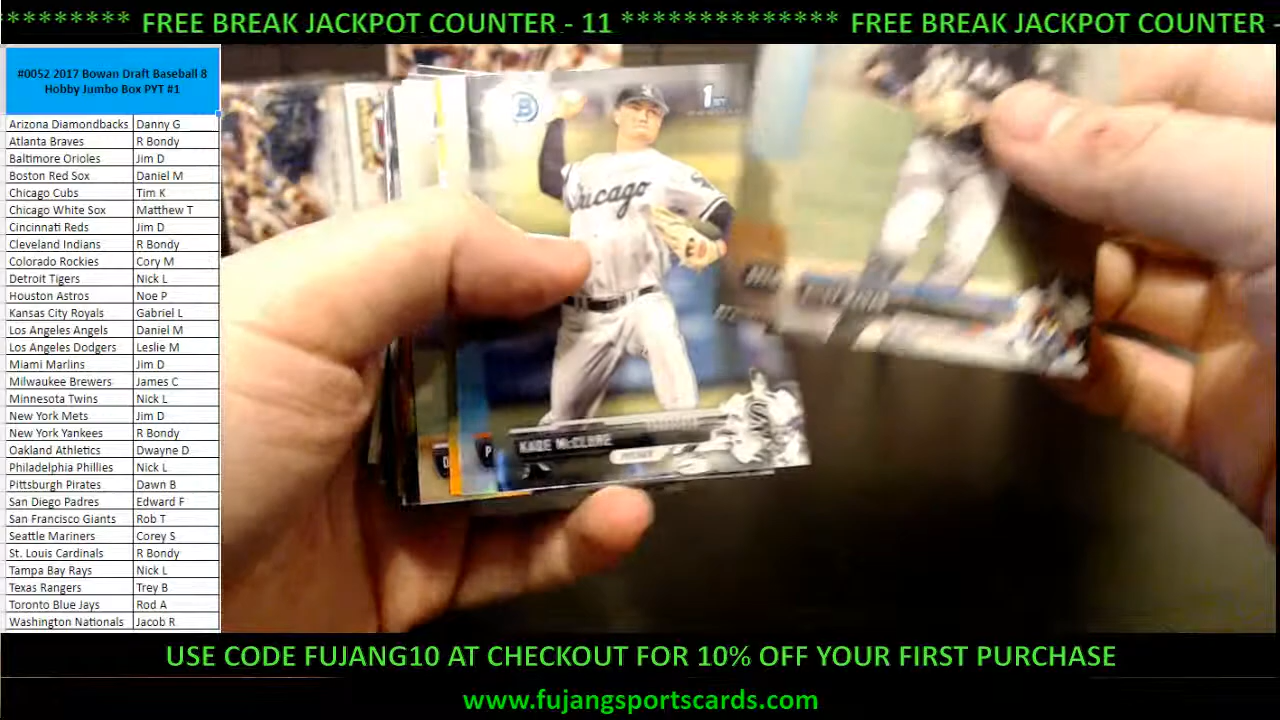 ********* FREE BREAK JACKPOT COUNTER - 11 ************** FREE BREAK JACKPOT COUNTER -
#0052 2017 Bowan Draft Baseball 8
Hobby Jumbo Box PYT #1
Arizona Diamondbacks Danny G
Atlanta Braves R Bondy
Baltimore Orioles Jim D
Boston Red Sox Daniel M
Chicago Cubs Tim K
Chicago White Sox Matthew T
Cincinnati Reds Jim D
Cleveland Indians R Bondy
Colorado Rockies Cory M
Detroit Tigers Nick L
Houston Astros Noe P
Kansas City Royals Gabriel L
Los Angeles Angels Daniel M
Los Angeles Dodgers Leslie M
Miami Marlins Jim D
Milwaukee Brewers James C
Minnesota Twins Nick L
New York Mets Jim D
New York Yankees R Bondy
Oakland Athletics Dwayne D
Philadelphia Phillies Nick L
Pittsburgh Pirates Dawn B
San Diego Padres Edward F
San Francisco Giants Rob T
Seattle Mariners Corey S
St. Louis Cardinals R Bondy
Tampa Bay Rays Nick L
Texas Rangers Trey B
Toronto Blue Jays Rod A
Washington Nationals Jacob R
B
1ST
Chicago
KADE McCLURE
PITCHER
P
USE CODE FUJANG10 AT CHECKOUT FOR 10% OFF YOUR FIRST PURCHASE
www.fujangsportscards.com